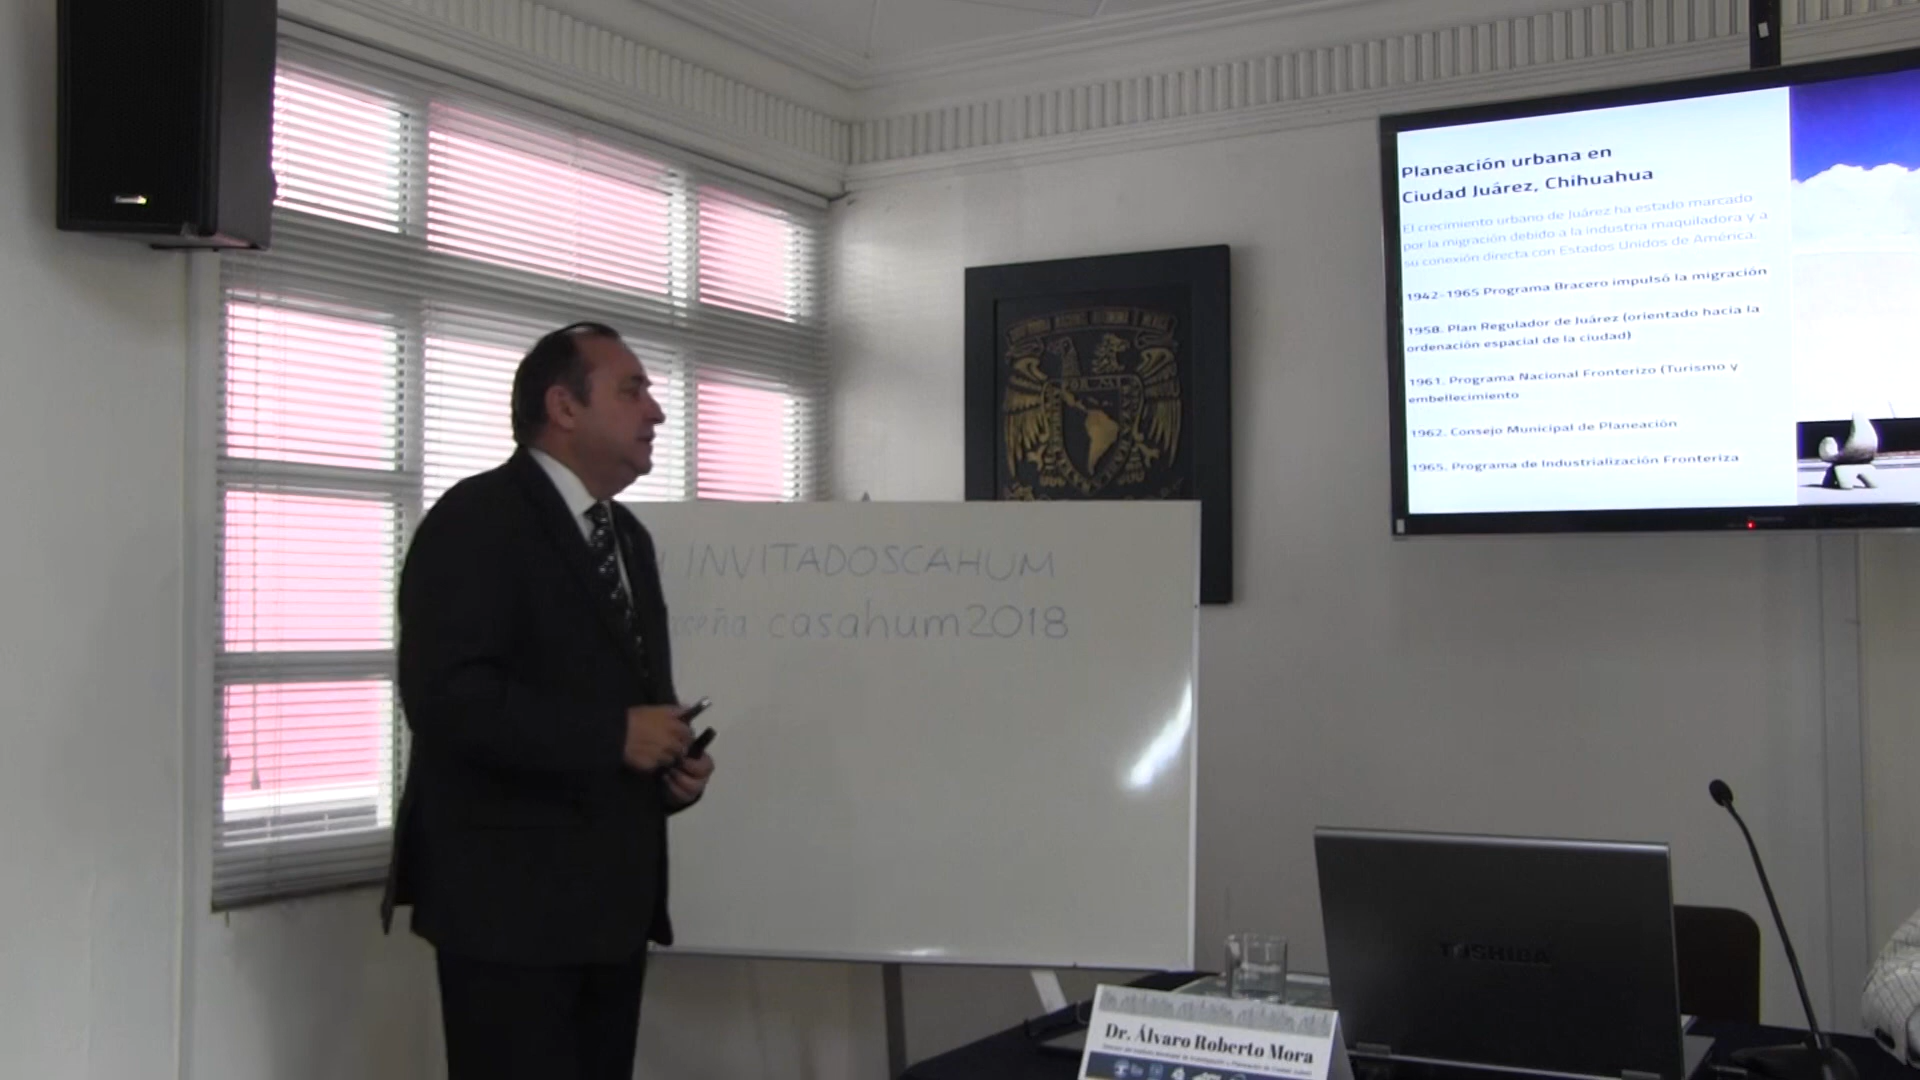 Planeación urbana en
Ciudad Juárez, Chihuahua
El crecimiento urbano de Juárez ha estado marcado
por la migración debido a la industria maquiladora y a
su conexión directa con Estados Unidos de América.
1942-1965 Programa Bracero impulsó la migración
1958. Plan Regulador de Juárez (orientado hacia la
ordenación espacial de la ciudad)
1961. Programa Nacional Fronterizo (Turismo y
embellecimiento
1962. Consejo Municipal de Planeación
1965. Programa de Industrialización Fronteriza
INVITADOSCAHUM
casahum2018
TOSHIBA
Dr. Álvaro Roberto Mora